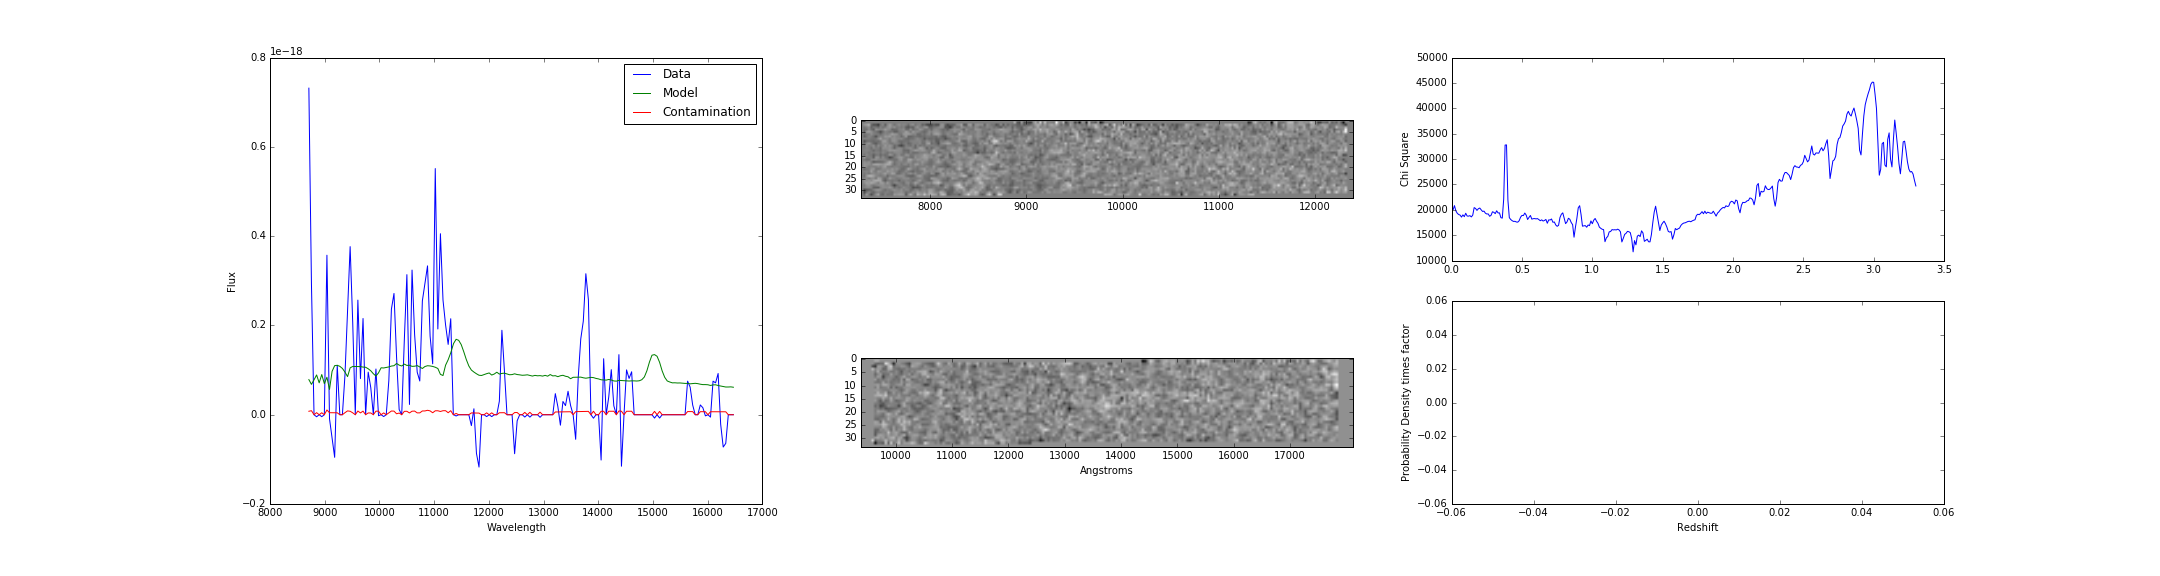 1e−18
0.8
0.6
0.4
0.2
0.0
−0.2
Flux
8000 9000 10000 11000 12000 13000 14000 15000 16000 17000
Wavelength
Data
Model
Contamination
0
5
10
15
20
25
30
8000 9000 10000 11000 12000
0
5
10
15
20
25
30
10000 11000 12000 13000 14000 15000 16000 17000
Angstroms
50000
45000
40000
35000
30000
25000
20000
15000
10000
Chi Square
0.0 0.5 1.0 1.5 2.0 2.5 3.0 3.5
0.06
0.04
0.02
0.00
−0.02
−0.04
−0.06
Probability Density times factor
−0.06 −0.04 −0.02 0.00 0.02 0.04 0.06
Redshift